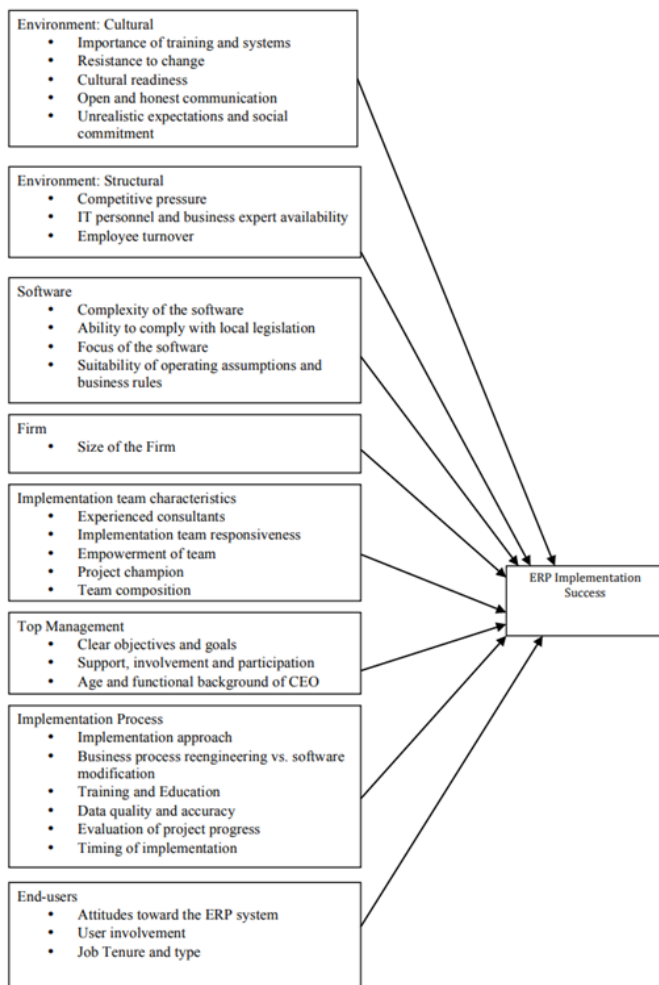 Environment: Cultural
• Importance of training and systems
• Resistance to change
• Cultural readiness
• Open and honest communication
• Unrealistic expectations and social
commitment
Environment: Structural
• Competitive pressure
• IT personnel and business expert availability
• Employee turnover
Software
• Complexity of the software
• Ability to comply with local legislation
• Focus of the software
• Suitability of operating assumptions and
business rules
Firm
• Size of the Firm
Implementation team characteristics
• Experienced consultants
• Implementation team responsiveness
• Empowerment of team
• Project champion
• Team composition
Top Management
• Clear objectives and goals
• Support, involvement and participation
• Age and functional background of CEO
Implementation Process
• Implementation approach
• Business process reengineering vs. software
modification
• Training and Education
• Data quality and accuracy
• Evaluation of project progress
• Timing of implementation
End-users
• Attitudes toward the ERP system
• User involvement
• Job Tenure and type
ERP Implementation
Success